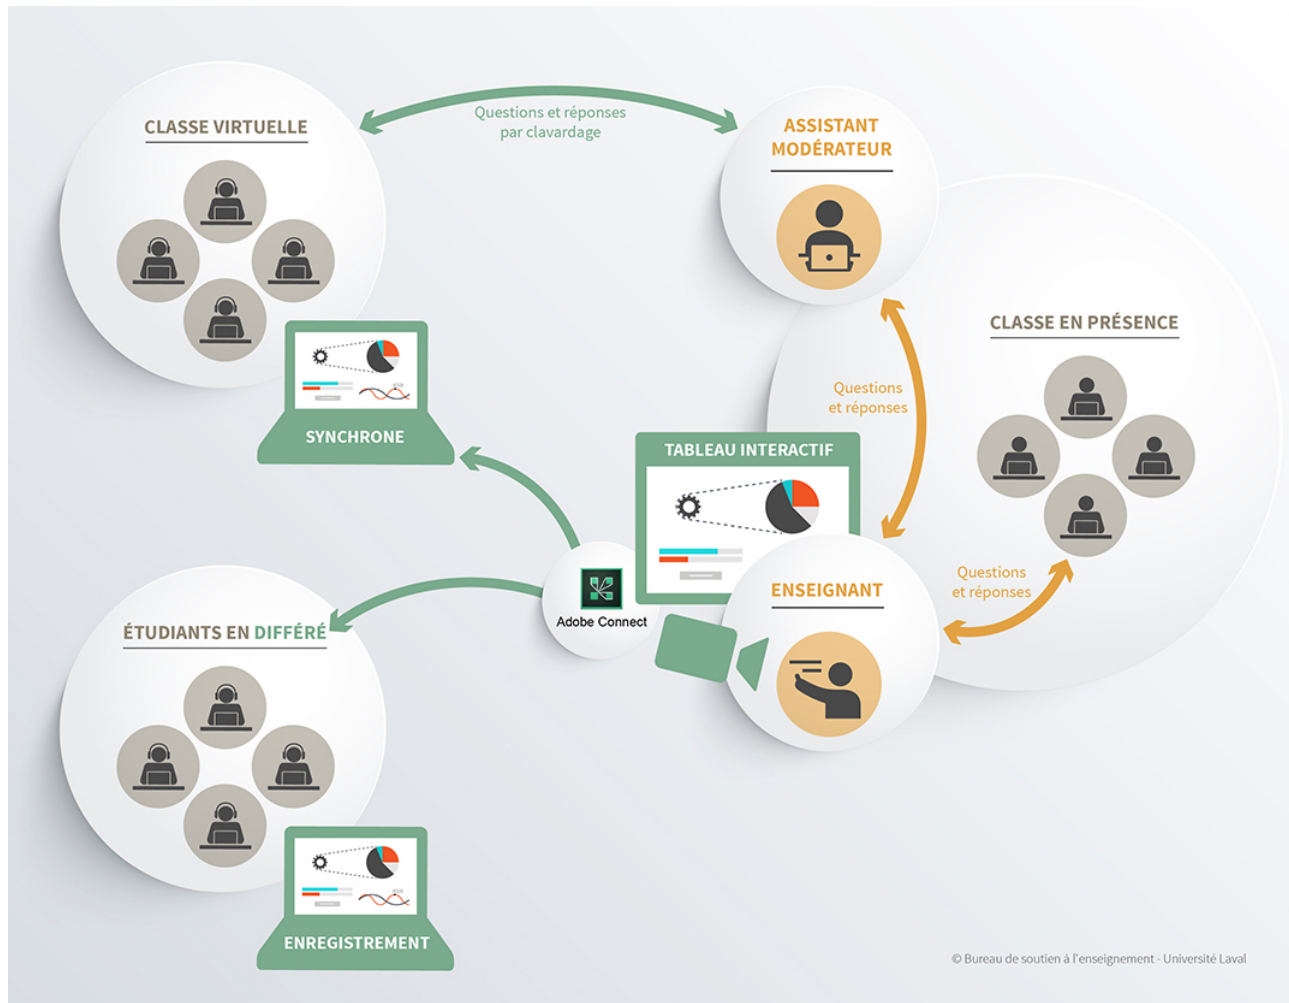 CLASSE VIRTUELLE
Questions et réponses
par clavardage
ASSISTANT
MODÉRATEUR
CLASSE EN PRÉSENCE
Questions
et réponses
SYNCHRONE
TABLEAU INTERACTIF
Questions
et réponses
ENSEIGNANT
Adobe Connect
ÉTUDIANTS EN DIFFÉRÉ
ENREGISTREMENT
© Bureau de soutien à l'enseignement - Université Laval